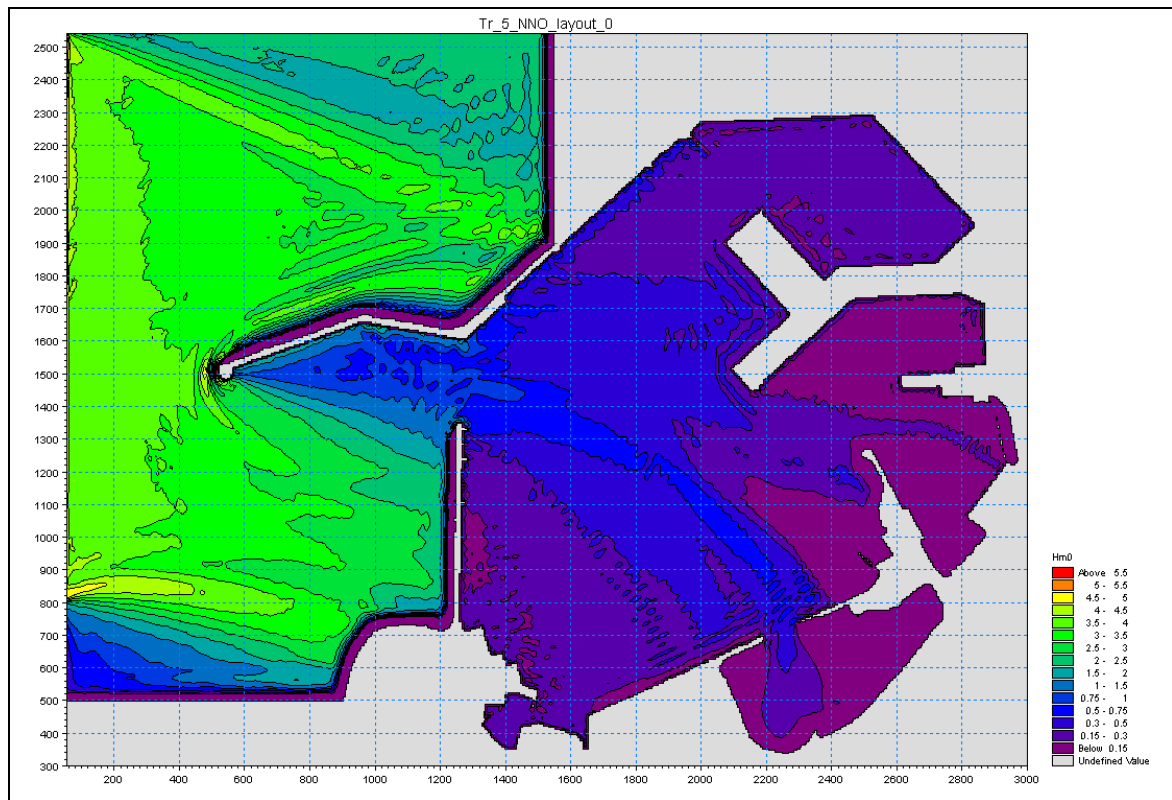 Tr_5_NNO_layout_0
2500
2400
2300
2200
2100
2000
1900
1800
1700
1600
1500
1400
1300
1200
1100
1000
900
800
700
600
500
400
300
200 400 600 800 1000 1200 1400 1600 1800 2000 2200 2400 2600 2800 3000
Hm0
Above 5.5
5 - 5.5
4.5 - 5
4 - 4.5
3.5 - 4
3 - 3.5
2.5 - 3
2 - 2.5
1.5 - 2
1 - 1.5
0.75 - 1
0.5 - 0.75
0.3 - 0.5
0.15 - 0.3
Below 0.15
Undefined Value